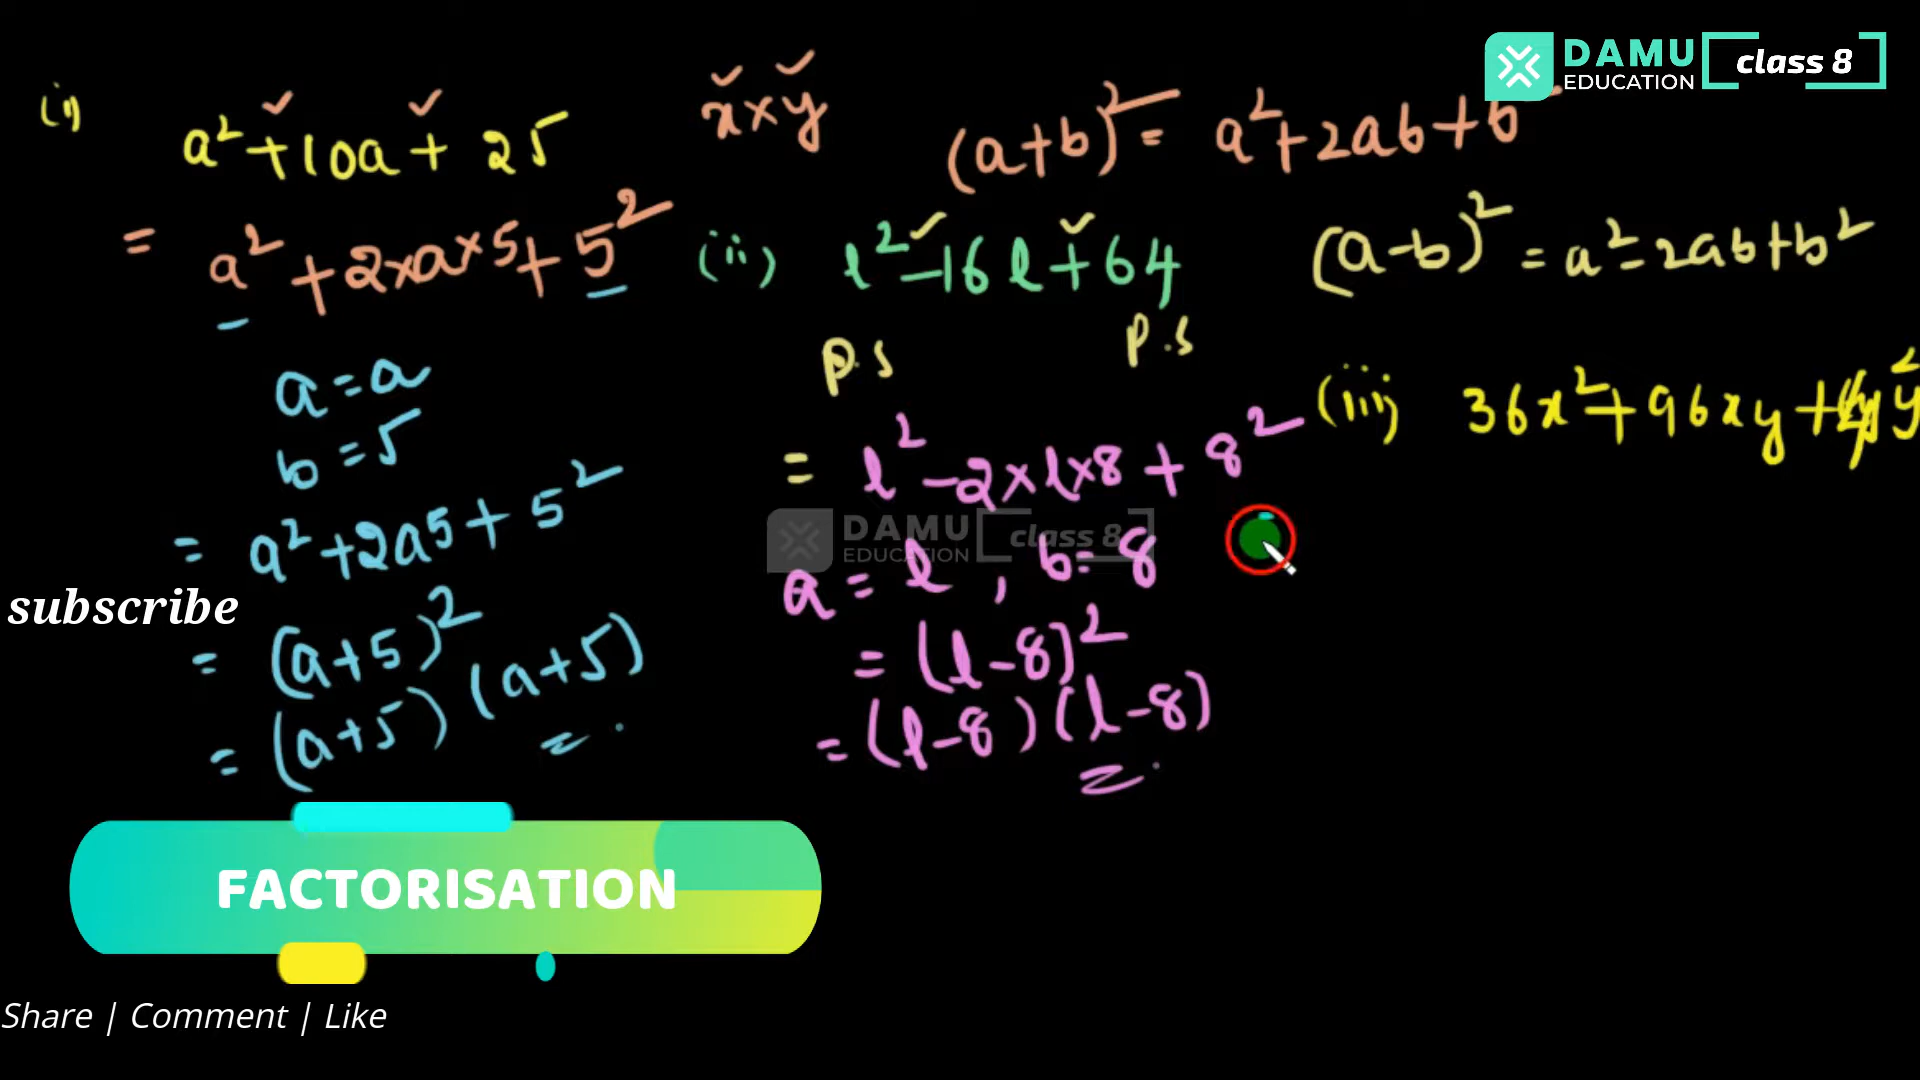 DAMU
EDUCATION
class 8
(i)
a² + 10a + 25
x × y
(a+b)² = a² + 2ab + b²
= a² + 2×a×5 + 5²
(ii) l² - 16l + 64
(a-b)² = a² - 2ab + b²
P.S
P.S
a = a
b = 5
(iii) 36x² + 96xy +
= l² - 2×l×8 + 8²
= a² + 2a5 + 5²
DAMU
EDUCATION
class 8
a = l , b = 8
subscribe
= (a+5)²
= (l-8)²
= (a+5) (a+5)
= (l-8) (l-8)
FACTORISATION
Share | Comment | Like